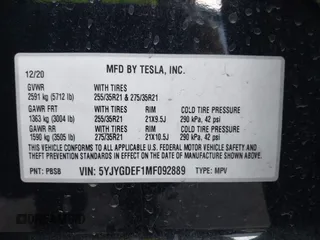 MFD BY TESLA, INC.
12/20
GVWR WITH TIRES
2591 kg (5712 lb) 255/35R21 & 275/35R21
GAWR FRT WITH TIRES RIM COLD TIRE PRESSURE
1363 kg (3004 lb) 255/35R21 21X9.5J 290 kPa, 42 psi
GAWR RR WITH TIRES RIM COLD TIRE PRESSURE
1590 kg (3505 lb) 275/35R21 21X10.5J 290 kPa, 42 psi
THIS VEHICLE CONFORMS TO ALL APPLICABLE U.S. FEDERAL MOTOR VEHICLE
SAFETY AND THEFT PREVENTION STANDARDS IN EFFECT ON THE DATE OF
MANUFACTURE SHOWN ABOVE.
PNT: PBSB VIN: 5YJYGDEF1MF092889 TYPE: MPV